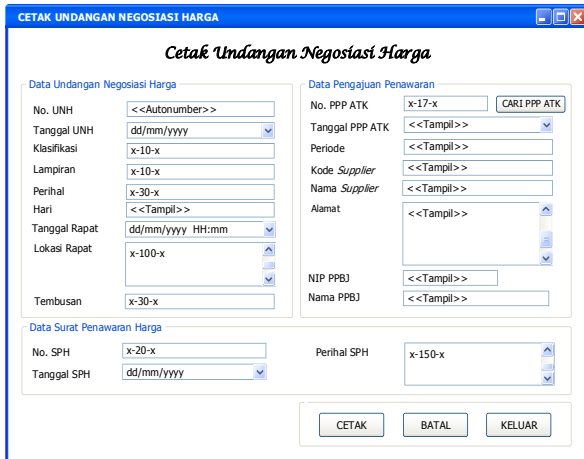 CETAK UNDANGAN NEGOSIASI HARGA
Cetak Undangan Negosiasi Harga
Data Undangan Negosiasi Harga
No. UNH <<Autonumber>>
Tanggal UNH dd/mm/yyyy
Klasifikasi x-10-x
Lampiran x-10-x
Perihal x-30-x
Hari <<Tampil>>
Tanggal Rapat dd/mm/yyyy HH:mm
Lokasi Rapat x-100-x
Tembusan x-30-x
Data Pengajuan Penawaran
No. PPP ATK x-17-x CARI PPP ATK
Tanggal PPP ATK <<Tampil>>
Periode <<Tampil>>
Kode Supplier <<Tampil>>
Nama Supplier <<Tampil>>
Alamat <<Tampil>>
NIP PPBJ <<Tampil>>
Nama PPBJ <<Tampil>>
Data Surat Penawaran Harga
No. SPH x-20-x
Tanggal SPH dd/mm/yyyy
Perihal SPH x-150-x
CETAK BATAL KELUAR